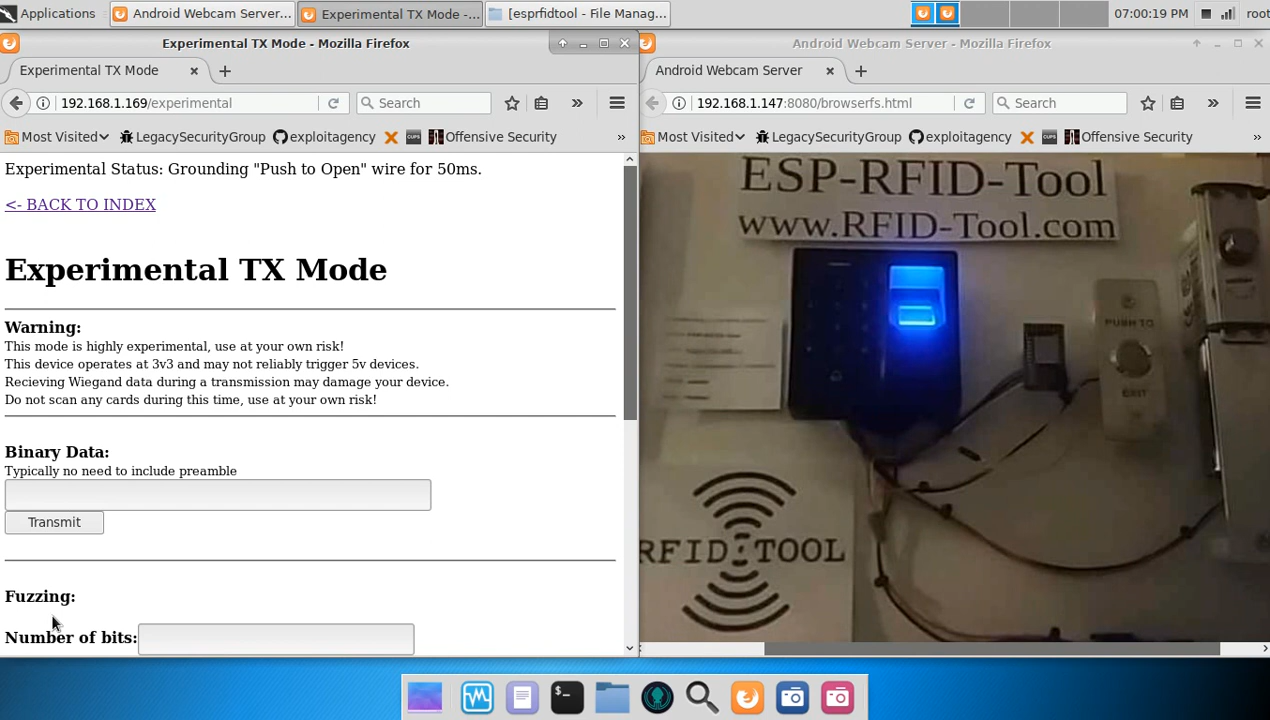 Applications
Android Webcam Server...
Experimental TX Mode -...
[esprfidtool - File Manag...
07:00:19 PM
root
Experimental TX Mode - Mozilla Firefox
Experimental TX Mode
192.168.1.169/experimental
Search
Most Visited
LegacySecurityGroup
exploitagency
CUPS
Offensive Security
»
Experimental Status: Grounding "Push to Open" wire for 50ms.
<- BACK TO INDEX
Experimental TX Mode
Warning:
This mode is highly experimental, use at your own risk!
This device operates at 3v3 and may not reliably trigger 5v devices.
Recieving Wiegand data during a transmission may damage your device.
Do not scan any cards during this time, use at your own risk!
Binary Data:
Typically no need to include preamble
Transmit
Fuzzing:
Number of bits:
Android Webcam Server - Mozilla Firefox
Android Webcam Server
192.168.1.147:8080/browserfs.html
Search
Most Visited
LegacySecurityGroup
exploitagency
CUPS
Offensive Security
»
ESP-RFID-Tool
www.RFID-Tool.com
PUSH TO
EXIT
RFID TOOL